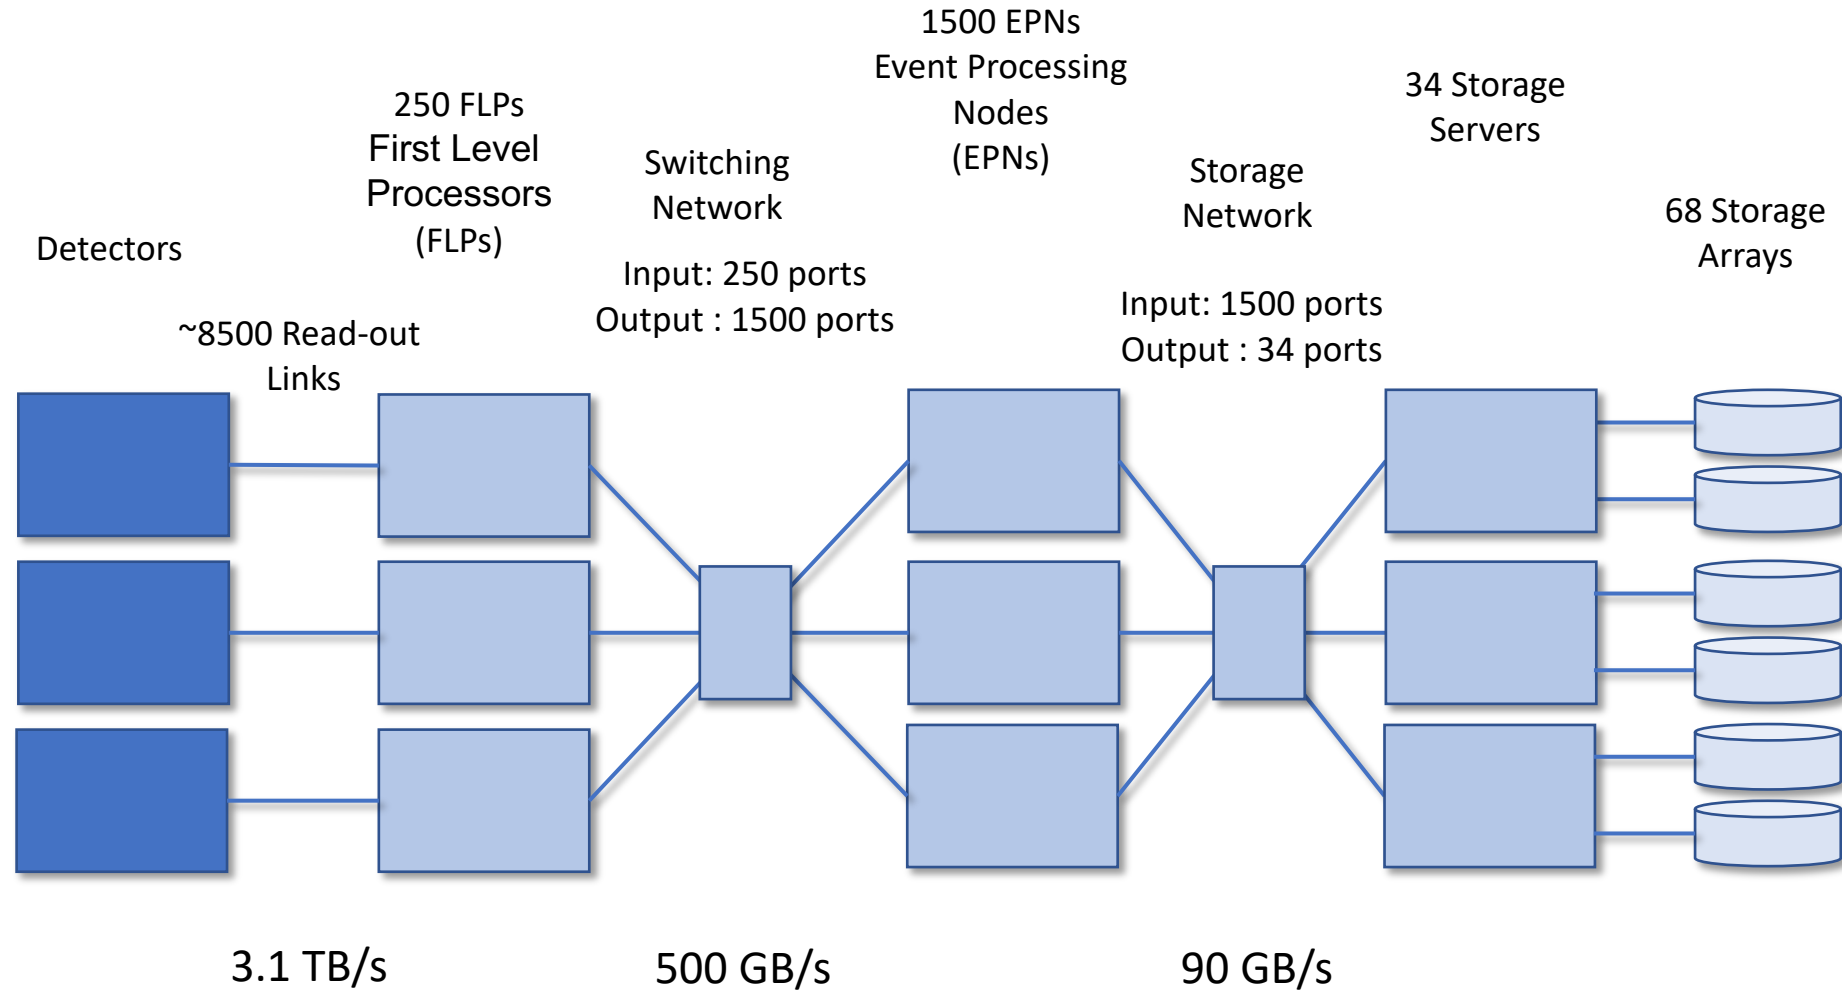 Detectors
~8500 Read-out
Links
250 FLPs
First Level
Processors
(FLPs)
Switching
Network
Input: 250 ports
Output : 1500 ports
1500 EPNs
Event Processing
Nodes
(EPNs)
Storage
Network
Input: 1500 ports
Output : 34 ports
34 Storage
Servers
68 Storage
Arrays
3.1 TB/s
500 GB/s
90 GB/s